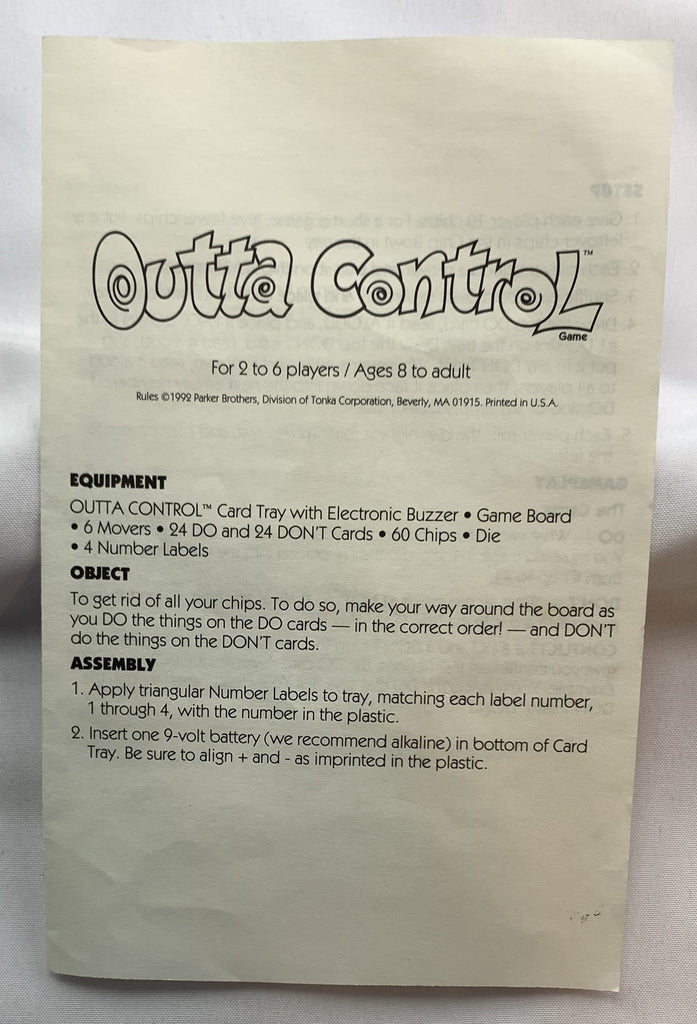 Outta Control™
Game
For 2 to 6 players / Ages 8 to adult
Rules ©1992 Parker Brothers, Division of Tonka Corporation, Beverly, MA 01915. Printed in U.S.A.
EQUIPMENT
OUTTA CONTROL™ Card Tray with Electronic Buzzer • Game Board
• 6 Movers • 24 DO and 24 DON'T Cards • 60 Chips • Die
• 4 Number Labels
OBJECT
To get rid of all your chips. To do so, make your way around the board as
you DO the things on the DO cards — in the correct order! — and DON'T
do the things on the DON'T cards.
ASSEMBLY
1. Apply triangular Number Labels to tray, matching each label number,
1 through 4, with the number in the plastic.
2. Insert one 9-volt battery (we recommend alkaline) in bottom of Card
Tray. Be sure to align + and - as imprinted in the plastic.